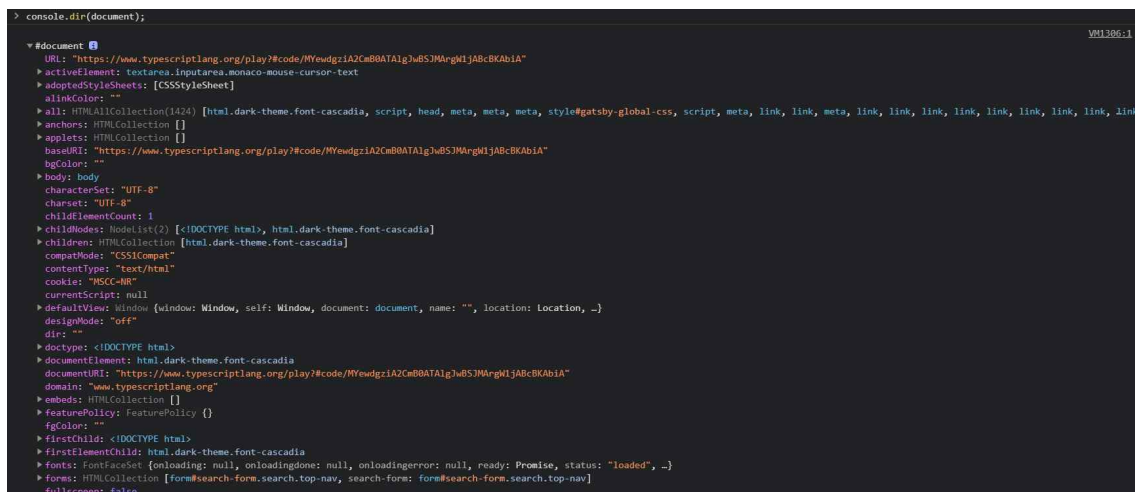 > console.dir(document);
VM1306:1
▼#document i
URL: "https://www.typescriptlang.org/play?#code/MYewdgziA2CmB0ATAlgJwBSJMArgW1jABcBKAbiA"
▶activeElement: textarea.inputarea.monaco-mouse-cursor-text
▶adoptedStyleSheets: [CSSStyleSheet]
alinkColor: ""
▶all: HTMLAllCollection(1424) [html.dark-theme.font-cascadia, script, head, meta, meta, meta, style#gatsby-global-css, script, meta, link, link, meta, link, link, link, link, link, link, link, link, link
▶anchors: HTMLCollection []
▶applets: HTMLCollection []
baseURI: "https://www.typescriptlang.org/play?#code/MYewdgziA2CmB0ATAlgJwBSJMArgW1jABcBKAbiA"
bgColor: ""
▶body: body
characterSet: "UTF-8"
charset: "UTF-8"
childElementCount: 1
▶childNodes: NodeList(2) [<!DOCTYPE html>, html.dark-theme.font-cascadia]
▶children: HTMLCollection [html.dark-theme.font-cascadia]
compatMode: "CSS1Compat"
contentType: "text/html"
cookie: "MSCC=NR"
currentScript: null
▶defaultView: Window {window: Window, self: Window, document: document, name: "", location: Location, …}
designMode: "off"
dir: ""
▶doctype: <!DOCTYPE html>
▶documentElement: html.dark-theme.font-cascadia
documentURI: "https://www.typescriptlang.org/play?#code/MYewdgziA2CmB0ATAlgJwBSJMArgW1jABcBKAbiA"
domain: "www.typescriptlang.org"
▶embeds: HTMLCollection []
▶featurePolicy: FeaturePolicy {}
fgColor: ""
▶firstChild: <!DOCTYPE html>
▶firstElementChild: html.dark-theme.font-cascadia
▶fonts: FontFaceSet {onloading: null, onloadingdone: null, onloadingerror: null, ready: Promise, status: "loaded", …}
▶forms: HTMLCollection [form#search-form.search.top-nav, search-form: form#search-form.search.top-nav]
fullscreen: false